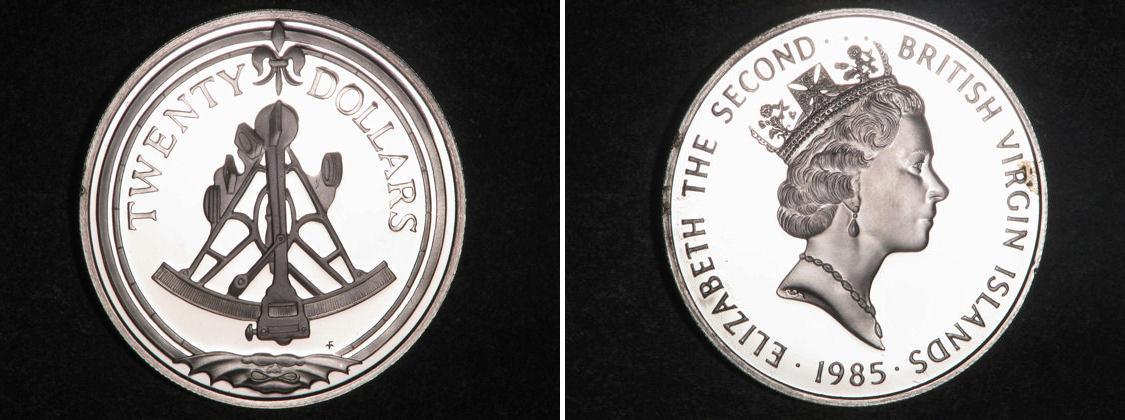 TWENTY DOLLARS
ELIZABETH THE SECOND · · · BRITISH VIRGIN ISLANDS · 1985 ·